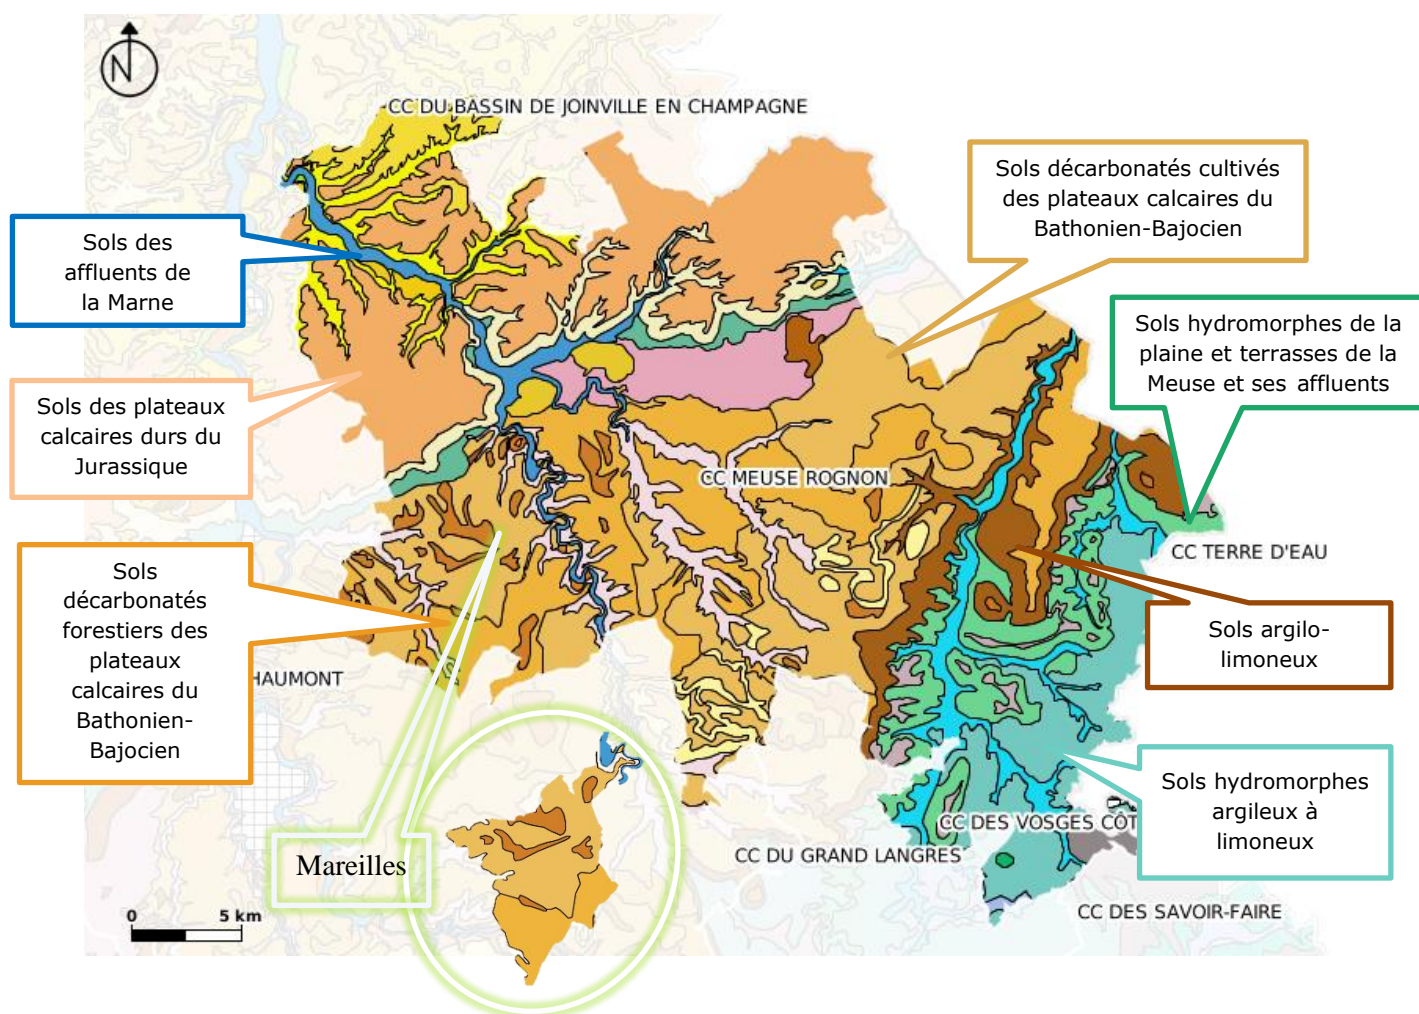 N
CC DU BASSIN DE JOINVILLE EN CHAMPAGNE
Sols décarbonatés cultivés
des plateaux calcaires du
Bathonien-Bajocien
Sols des
affluents de
la Marne
Sols hydromorphes de la
plaine et terrasses de la
Meuse et ses affluents
Sols des plateaux
calcaires durs du
Jurassique
CC MEUSE ROGNON
CC TERRE D'EAU
Sols
décarbonatés
forestiers des
plateaux
calcaires du
Bathonien-
Bajocien
Sols argilo-
limoneux
HAUMONT
Sols hydromorphes
argileux à
limoneux
CC DES VOSGES CÔT
CC DU GRAND LANGRES
Mareilles
CC DES SAVOIR-FAIRE
0 5 km